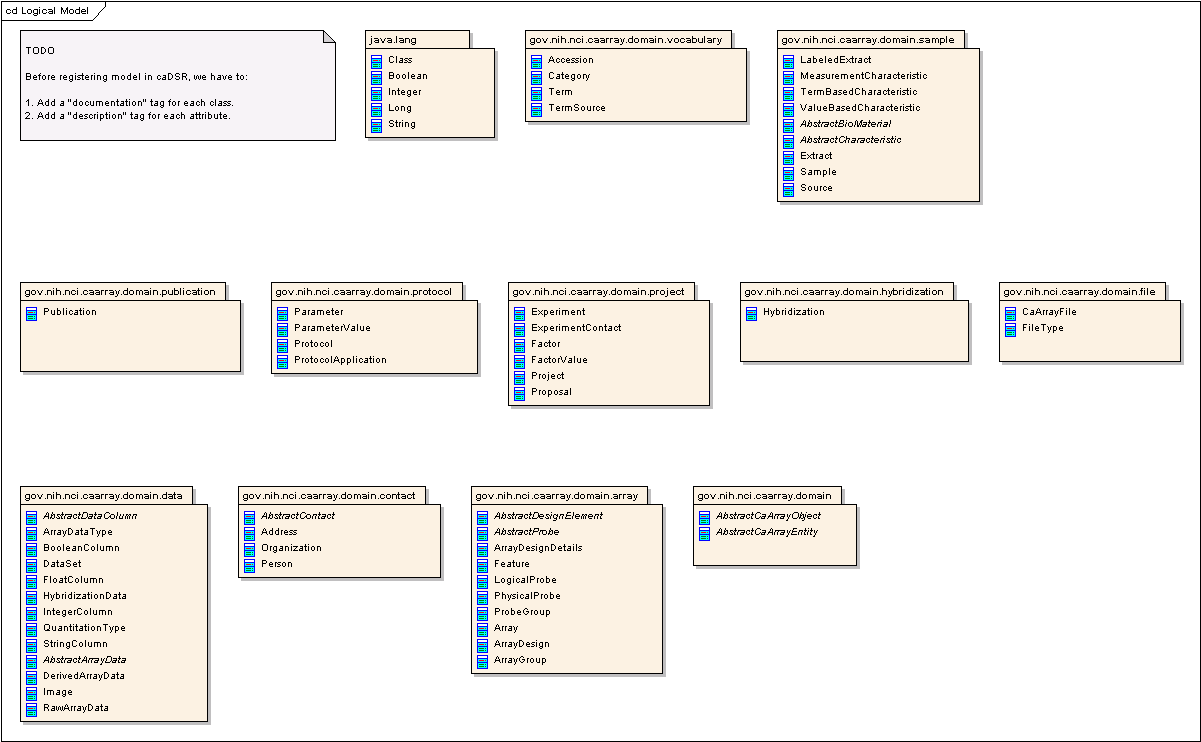 cd Logical Model
TODO
Before registering model in caDSR, we have to:
1. Add a "documentation" tag for each class.
2. Add a "description" tag for each attribute.
java.lang
Class
Boolean
Integer
Long
String
gov.nih.nci.caarray.domain.vocabulary
Accession
Category
Term
TermSource
gov.nih.nci.caarray.domain.sample
LabeledExtract
MeasurementCharacteristic
TermBasedCharacteristic
ValueBasedCharacteristic
AbstractBioMaterial
AbstractCharacteristic
Extract
Sample
Source
gov.nih.nci.caarray.domain.publication
Publication
gov.nih.nci.caarray.domain.protocol
Parameter
ParameterValue
Protocol
ProtocolApplication
gov.nih.nci.caarray.domain.project
Experiment
ExperimentContact
Factor
FactorValue
Project
Proposal
gov.nih.nci.caarray.domain.hybridization
Hybridization
gov.nih.nci.caarray.domain.file
CaArrayFile
FileType
gov.nih.nci.caarray.domain.data
AbstractDataColumn
ArrayDataType
BooleanColumn
DataSet
FloatColumn
HybridizationData
IntegerColumn
QuantitationType
StringColumn
AbstractArrayData
DerivedArrayData
Image
RawArrayData
gov.nih.nci.caarray.domain.contact
AbstractContact
Address
Organization
Person
gov.nih.nci.caarray.domain.array
AbstractDesignElement
AbstractProbe
ArrayDesignDetails
Feature
LogicalProbe
PhysicalProbe
ProbeGroup
Array
ArrayDesign
ArrayGroup
gov.nih.nci.caarray.domain
AbstractCaArrayObject
AbstractCaArrayEntity